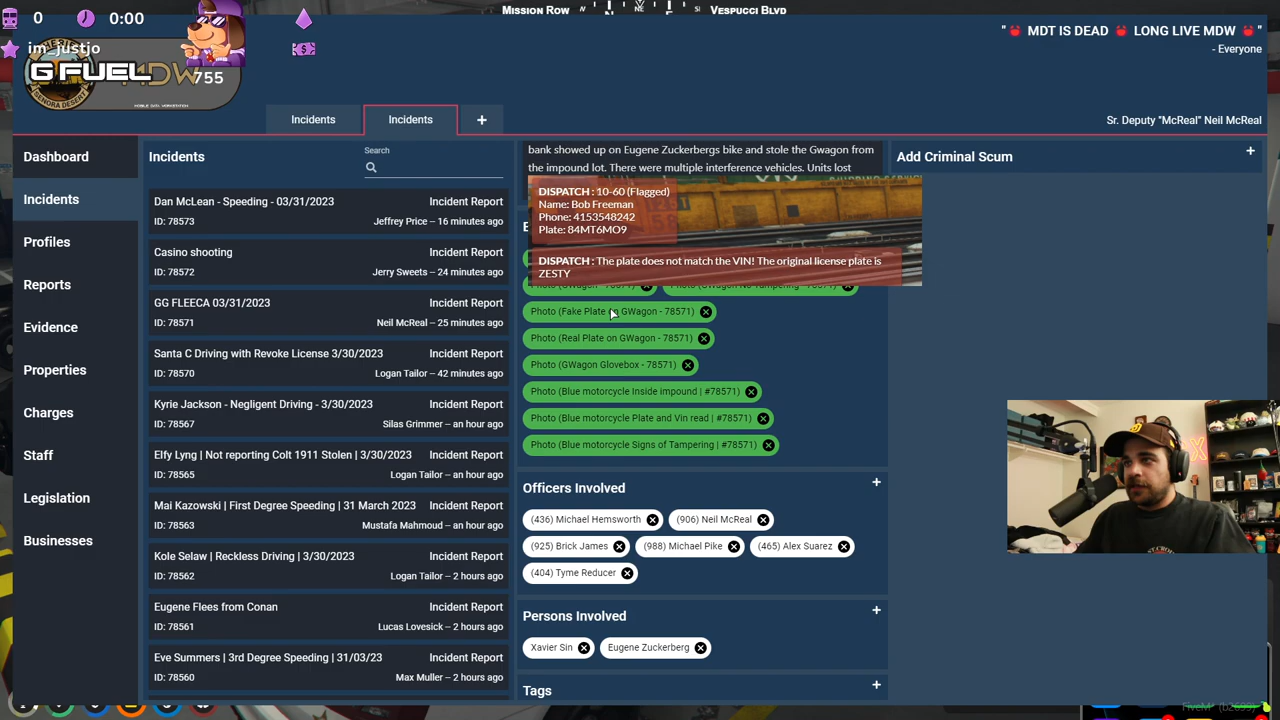 Mission Row
N
Vespucci Blvd
0
0:00
im_justjo
G FUEL
MDW
755
SENORA DESERT
MOBILE DATA WORKSTATION
" MDT IS DEAD LONG LIVE MDW "
- Everyone
Incidents
Incidents
+
Sr. Deputy "McReal" Neil McReal
Dashboard
Incidents
Profiles
Reports
Evidence
Properties
Charges
Staff
Legislation
Businesses
Incidents
Search
Dan McLean - Speeding - 03/31/2023
Incident Report
ID: 78573
Jeffrey Price – 16 minutes ago
Casino shooting
Incident Report
ID: 78572
Jerry Sweets – 24 minutes ago
GG FLEECA 03/31/2023
Incident Report
ID: 78571
Neil McReal – 25 minutes ago
Santa C Driving with Revoke License 3/30/2023
Incident Report
ID: 78570
Logan Tailor – 42 minutes ago
Kyrie Jackson - Negligent Driving - 3/30/2023
Incident Report
ID: 78567
Silas Grimmer – an hour ago
Elfy Lyng | Not reporting Colt 1911 Stolen | 3/30/2023
Incident Report
ID: 78565
Logan Tailor – an hour ago
Mai Kazowski | First Degree Speeding | 31 March 2023
Incident Report
ID: 78563
Mustafa Mahmoud – an hour ago
Kole Selaw | Reckless Driving | 3/30/2023
Incident Report
ID: 78562
Logan Tailor – 2 hours ago
Eugene Flees from Conan
Incident Report
ID: 78561
Lucas Lovesick – 2 hours ago
Eve Summers | 3rd Degree Speeding | 31/03/23
Incident Report
ID: 78560
Max Muller – 2 hours ago
bank showed up on Eugene Zuckerbergs bike and stole the Gwagon from
the impound lot. There were multiple interference vehicles. Units lost
DISPATCH : 10-60 (Flagged)
Name: Bob Freeman
Phone: 4153548242
Plate: 84MT6MO9
DISPATCH : The plate does not match the VIN! The original license plate is
ZESTY
Photo (Fake Plate on GWagon - 78571)
Photo (Real Plate on GWagon - 78571)
Photo (GWagon Glovebox - 78571)
Photo (Blue motorcycle Inside impound | #78571)
Photo (Blue motorcycle Plate and Vin read | #78571)
Photo (Blue motorcycle Signs of Tampering | #78571)
Officers Involved
+
(436) Michael Hemsworth
(906) Neil McReal
(925) Brick James
(988) Michael Pike
(465) Alex Suarez
(404) Tyme Reducer
Persons Involved
+
Xavier Sin
Eugene Zuckerberg
Tags
+
Add Criminal Scum
+
FiveM (b2699)